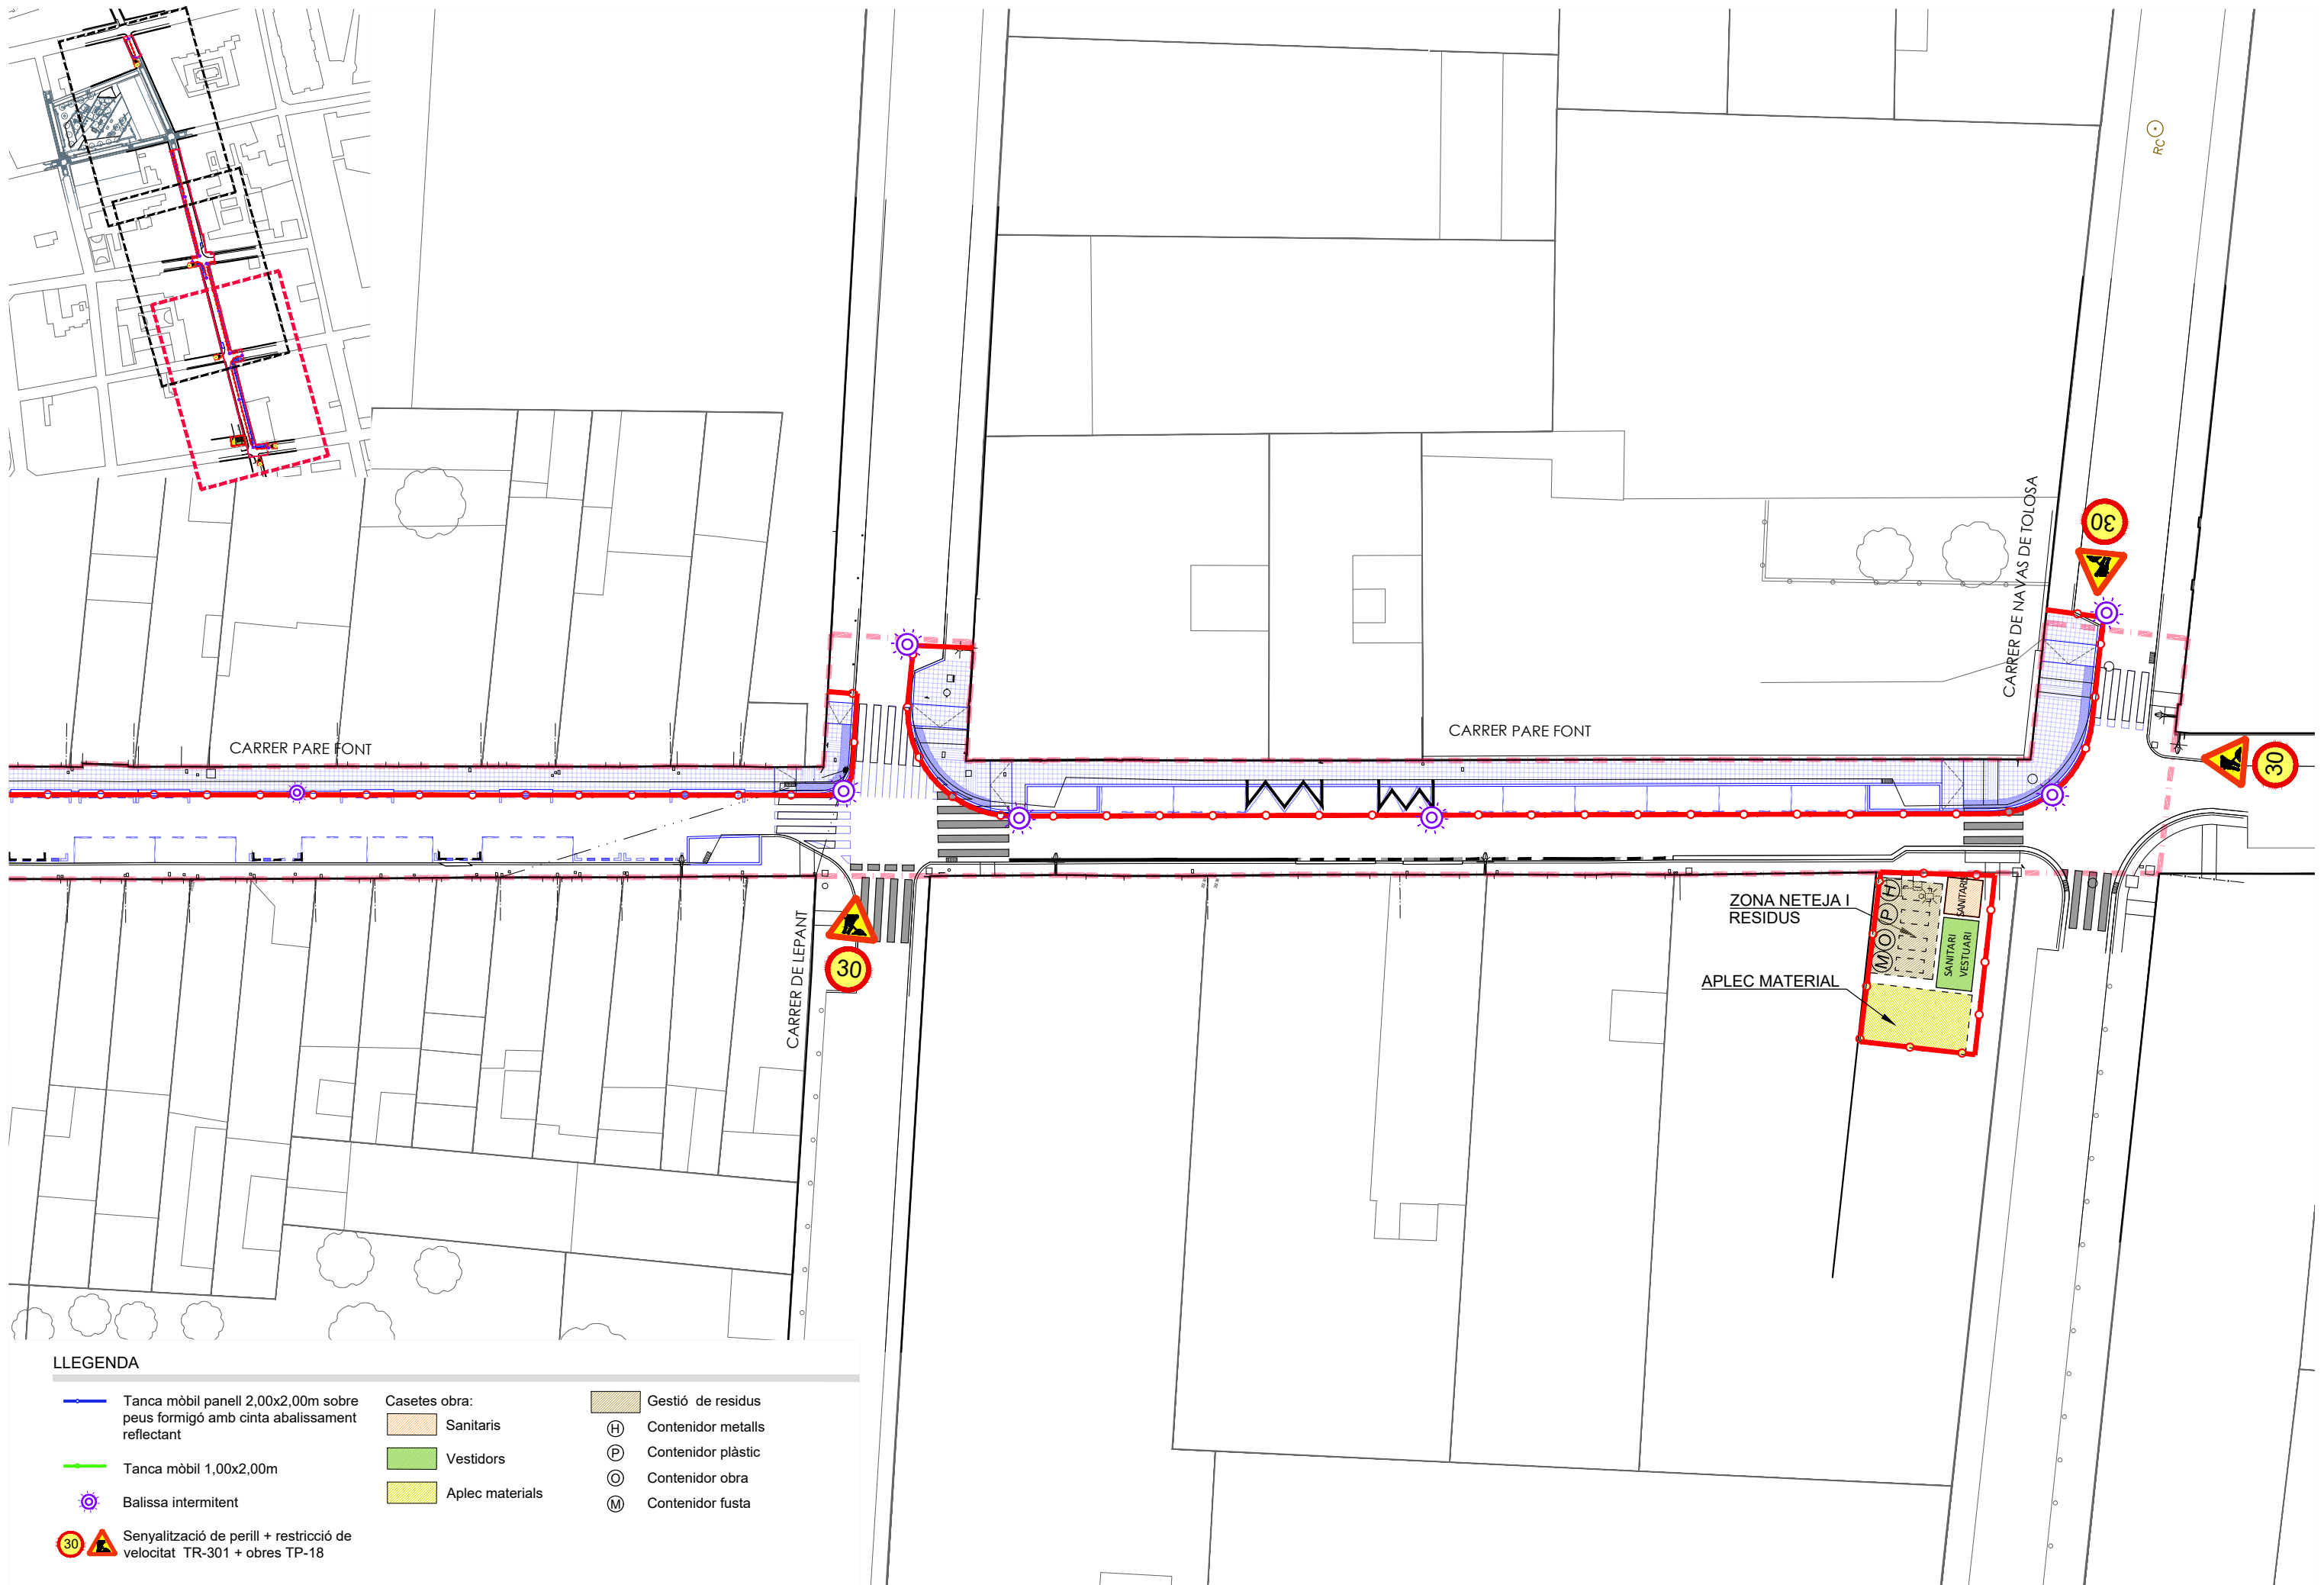 RC
CARRER DE NAVAS DE TOLOSA
30
CARRER PARE FONT
CARRER PARE FONT
30
CARRER DE LEPANT
30
ZONA NETEJA I
RESIDUS
APLEC MATERIAL
H
P
O
M
SANITARIS
SANITARI
VESTUARI
LLEGENDA
Tanca mòbil panell 2,00x2,00m sobre
peus formigó amb cinta abalissament
reflectant
Tanca mòbil 1,00x2,00m
Balissa intermitent
30
Senyalització de perill + restricció de
velocitat TR-301 + obres TP-18
Casetes obra:
Sanitaris
Vestidors
Aplec materials
Gestió de residus
H Contenidor metalls
P Contenidor plàstic
O Contenidor obra
M Contenidor fusta